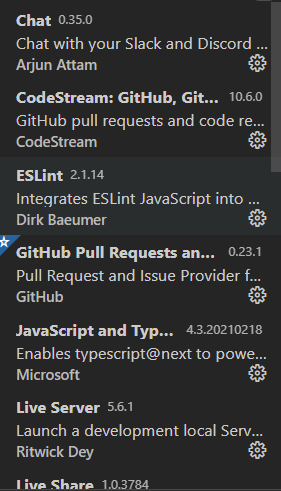 Chat 0.35.0
Chat with your Slack and Discord ...
Arjun Attam
CodeStream: GitHub, Git... 10.6.0
GitHub pull requests and code re...
CodeStream
ESLint 2.1.14
Integrates ESLint JavaScript into ...
Dirk Baeumer
GitHub Pull Requests an... 0.23.1
Pull Request and Issue Provider f...
GitHub
JavaScript and Typ... 4.3.20210218
Enables typescript@next to powe...
Microsoft
Live Server 5.6.1
Launch a development local Serv...
Ritwick Dey
Live Share 1.0.3784